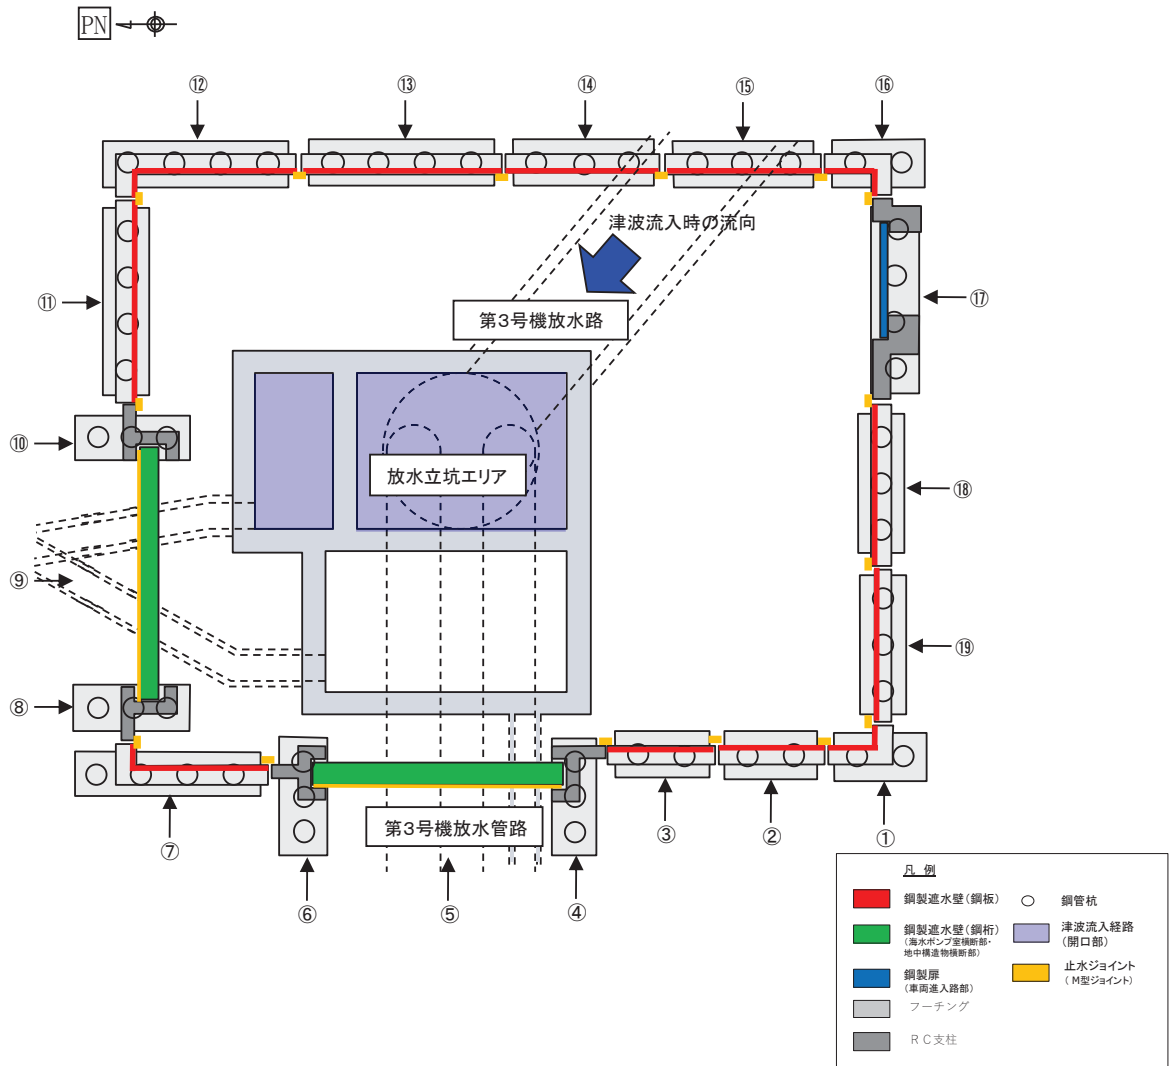 PN
⑫
⑬
⑭
⑮
⑯
津波流入時の流向
⑪
⑰
第3号機放水路
⑩
放水立坑エリア
⑱
⑨
⑲
⑧
第3号機放水管路
③
②
①
⑦
⑥
⑤
④
凡 例
鋼製遮水壁(鋼板)
鋼製遮水壁(鋼桁)
(海水ポンプ室横断部・
地中構造物横断部)
鋼製扉
(車両進入路部)
フーチング
RC支柱
鋼管杭
津波流入経路
(開口部)
止水ジョイント
(M型ジョイント)